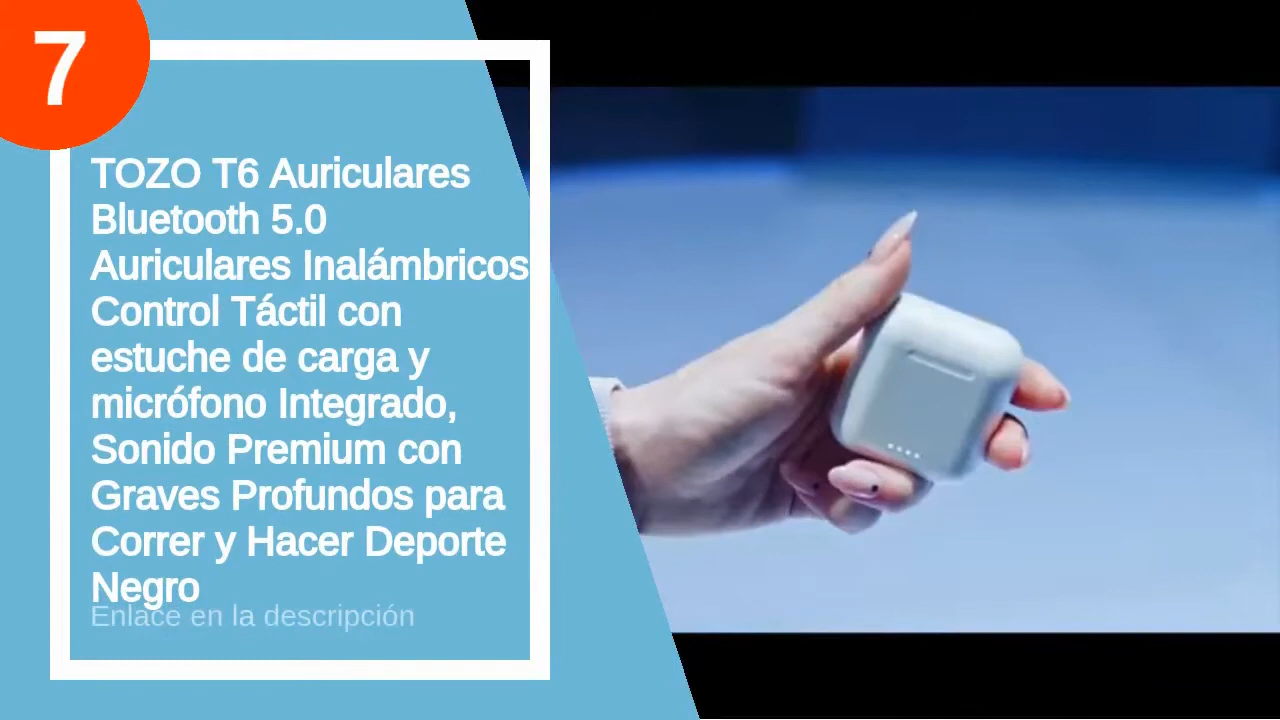 7
TOZO T6 Auriculares
Bluetooth 5.0
Auriculares Inalámbricos
Control Táctil con
estuche de carga y
micrófono Integrado,
Sonido Premium con
Graves Profundos para
Correr y Hacer Deporte
Negro
Enlace en la descripción